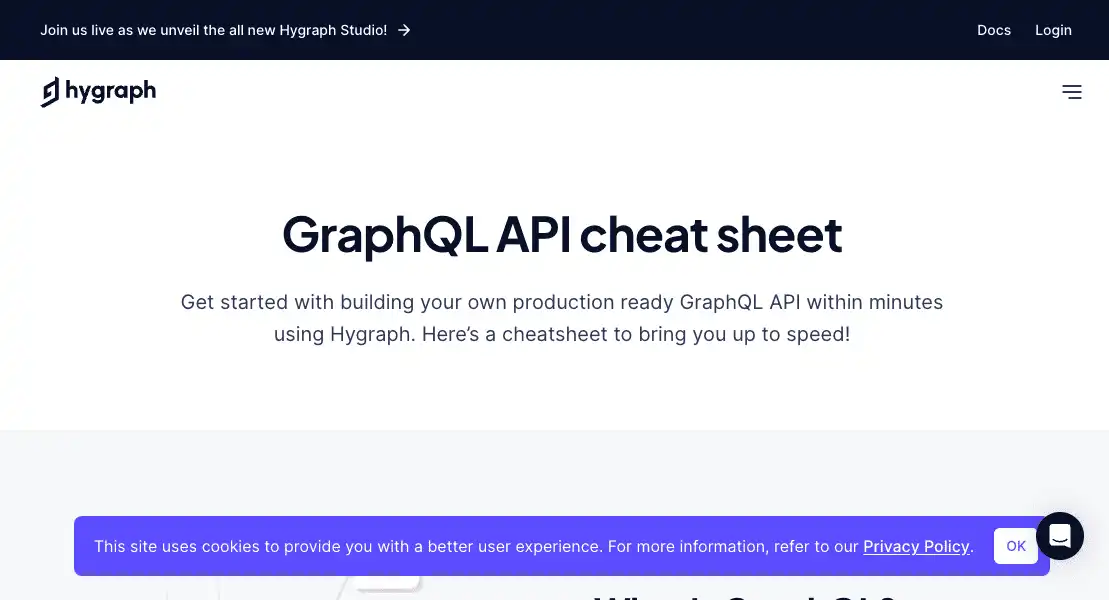 Join us live as we unveil the all new Hygraph Studio!
Docs
Login
hygraph
GraphQL API cheat sheet
Get started with building your own production ready GraphQL API within minutes
using Hygraph. Here’s a cheatsheet to bring you up to speed!
This site uses cookies to provide you with a better user experience. For more information, refer to our Privacy Policy.
OK